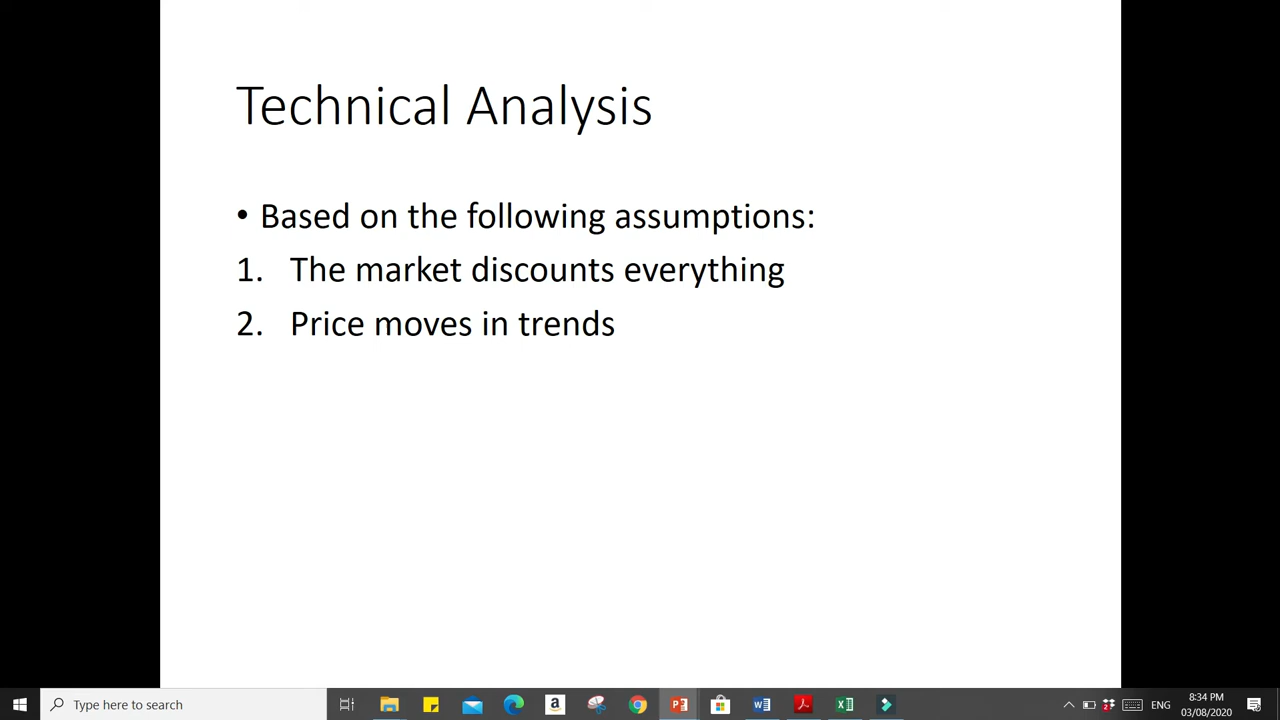 Technical Analysis
• Based on the following assumptions:
1. The market discounts everything
2. Price moves in trends
Type here to search
ENG
8:34 PM
03/08/2020